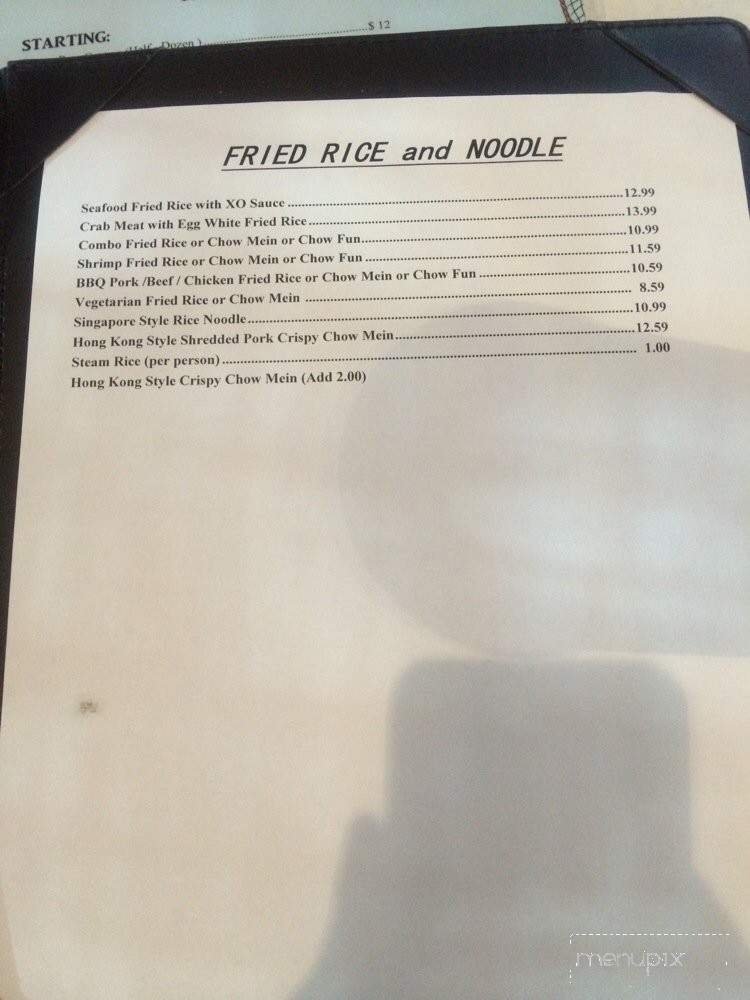 STARTING:
(Half - Dozen ) ........ $ 12
FRIED RICE and NOODLE
Seafood Fried Rice with XO Sauce ........ 12.99
Crab Meat with Egg White Fried Rice ........ 13.99
Combo Fried Rice or Chow Mein or Chow Fun ........ 10.99
Shrimp Fried Rice or Chow Mein or Chow Fun ........ 11.59
BBQ Pork /Beef / Chicken Fried Rice or Chow Mein or Chow Fun ........ 10.59
Vegetarian Fried Rice or Chow Mein ........ 8.59
Singapore Style Rice Noodle ........ 10.99
Hong Kong Style Shredded Pork Crispy Chow Mein ........ 12.59
Steam Rice (per person) ........ 1.00
Hong Kong Style Crispy Chow Mein (Add 2.00)
menupix